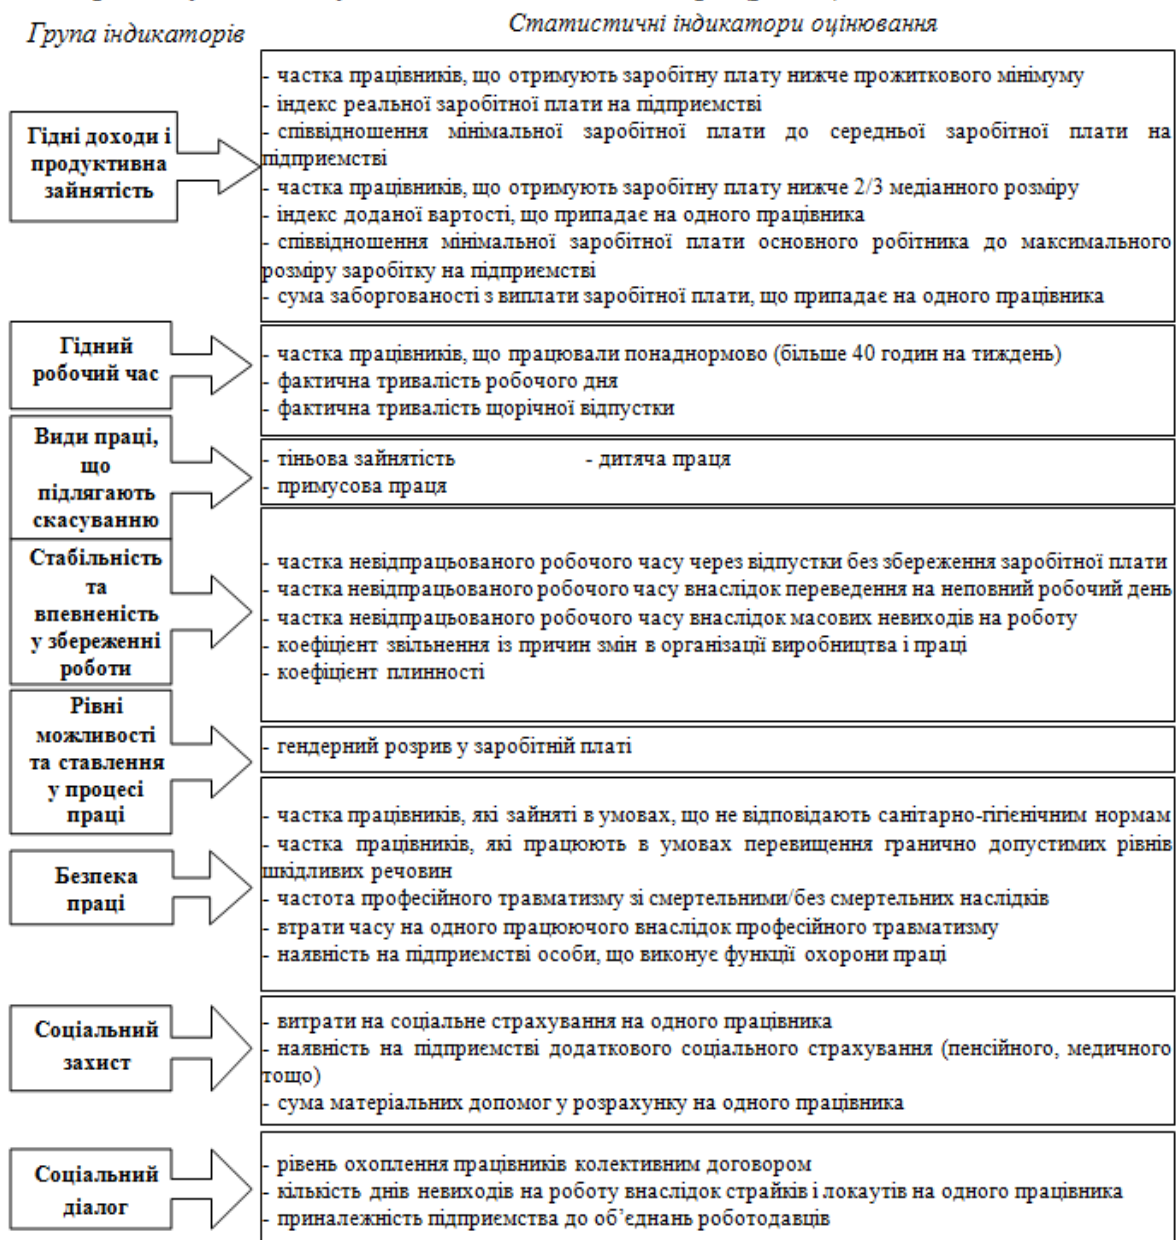 Група індикаторів
Статистичні індикатори оцінювання
Гідні доходи і
продуктивна
зайнятість
- частка працівників, що отримують заробітну плату нижче прожиткового мінімуму
- індекс реальної заробітної плати на підприємстві
- співвідношення мінімальної заробітної плати до середньої заробітної плати на
підприємстві
- частка працівників, що отримують заробітну плату нижче 2/3 медіанного розміру
- індекс доданої вартості, що припадає на одного працівника
- співвідношення мінімальної заробітної плати основного робітника до максимального
розміру заробітку на підприємстві
- сума заборгованості з виплати заробітної плати, що припадає на одного працівника
Гідний
робочий час
- частка працівників, що працювали понаднормово (більше 40 годин на тиждень)
- фактична тривалість робочого дня
- фактична тривалість щорічної відпустки
Види праці,
що
підлягають
скасуванню
- тіньова зайнятість - дитяча праця
- примусова праця
Стабільність
та
впевненість
у збереженні
роботи
- частка невідпрацьованого робочого часу через відпустки без збереження заробітної плати
- частка невідпрацьованого робочого часу внаслідок переведення на неповний робочий день
- частка невідпрацьованого робочого часу внаслідок масових невиходів на роботу
- коефіцієнт звільнення із причин змін в організації виробництва і праці
- коефіцієнт плинності
Рівні
можливості
та ставлення
у процесі
праці
- гендерний розрив у заробітній платі
Безпека
праці
- частка працівників, які зайняті в умовах, що не відповідають санітарно-гігієнічним нормам
- частка працівників, які працюють в умовах перевищення гранично допустимих рівнів
шкідливих речовин
- частота професійного травматизму зі смертельними/без смертельних наслідків
- втрати часу на одного працюючого внаслідок професійного травматизму
- наявність на підприємстві особи, що виконує функції охорони праці
Соціальний
захист
- витрати на соціальне страхування на одного працівника
- наявність на підприємстві додаткового соціального страхування (пенсійного, медичного
тощо)
- сума матеріальних допомог у розрахунку на одного працівника
Соціальний
діалог
- рівень охоплення працівників колективним договором
- кількість днів невиходів на роботу внаслідок страйків і локаутів на одного працівника
- приналежність підприємства до об’єднань роботодавців